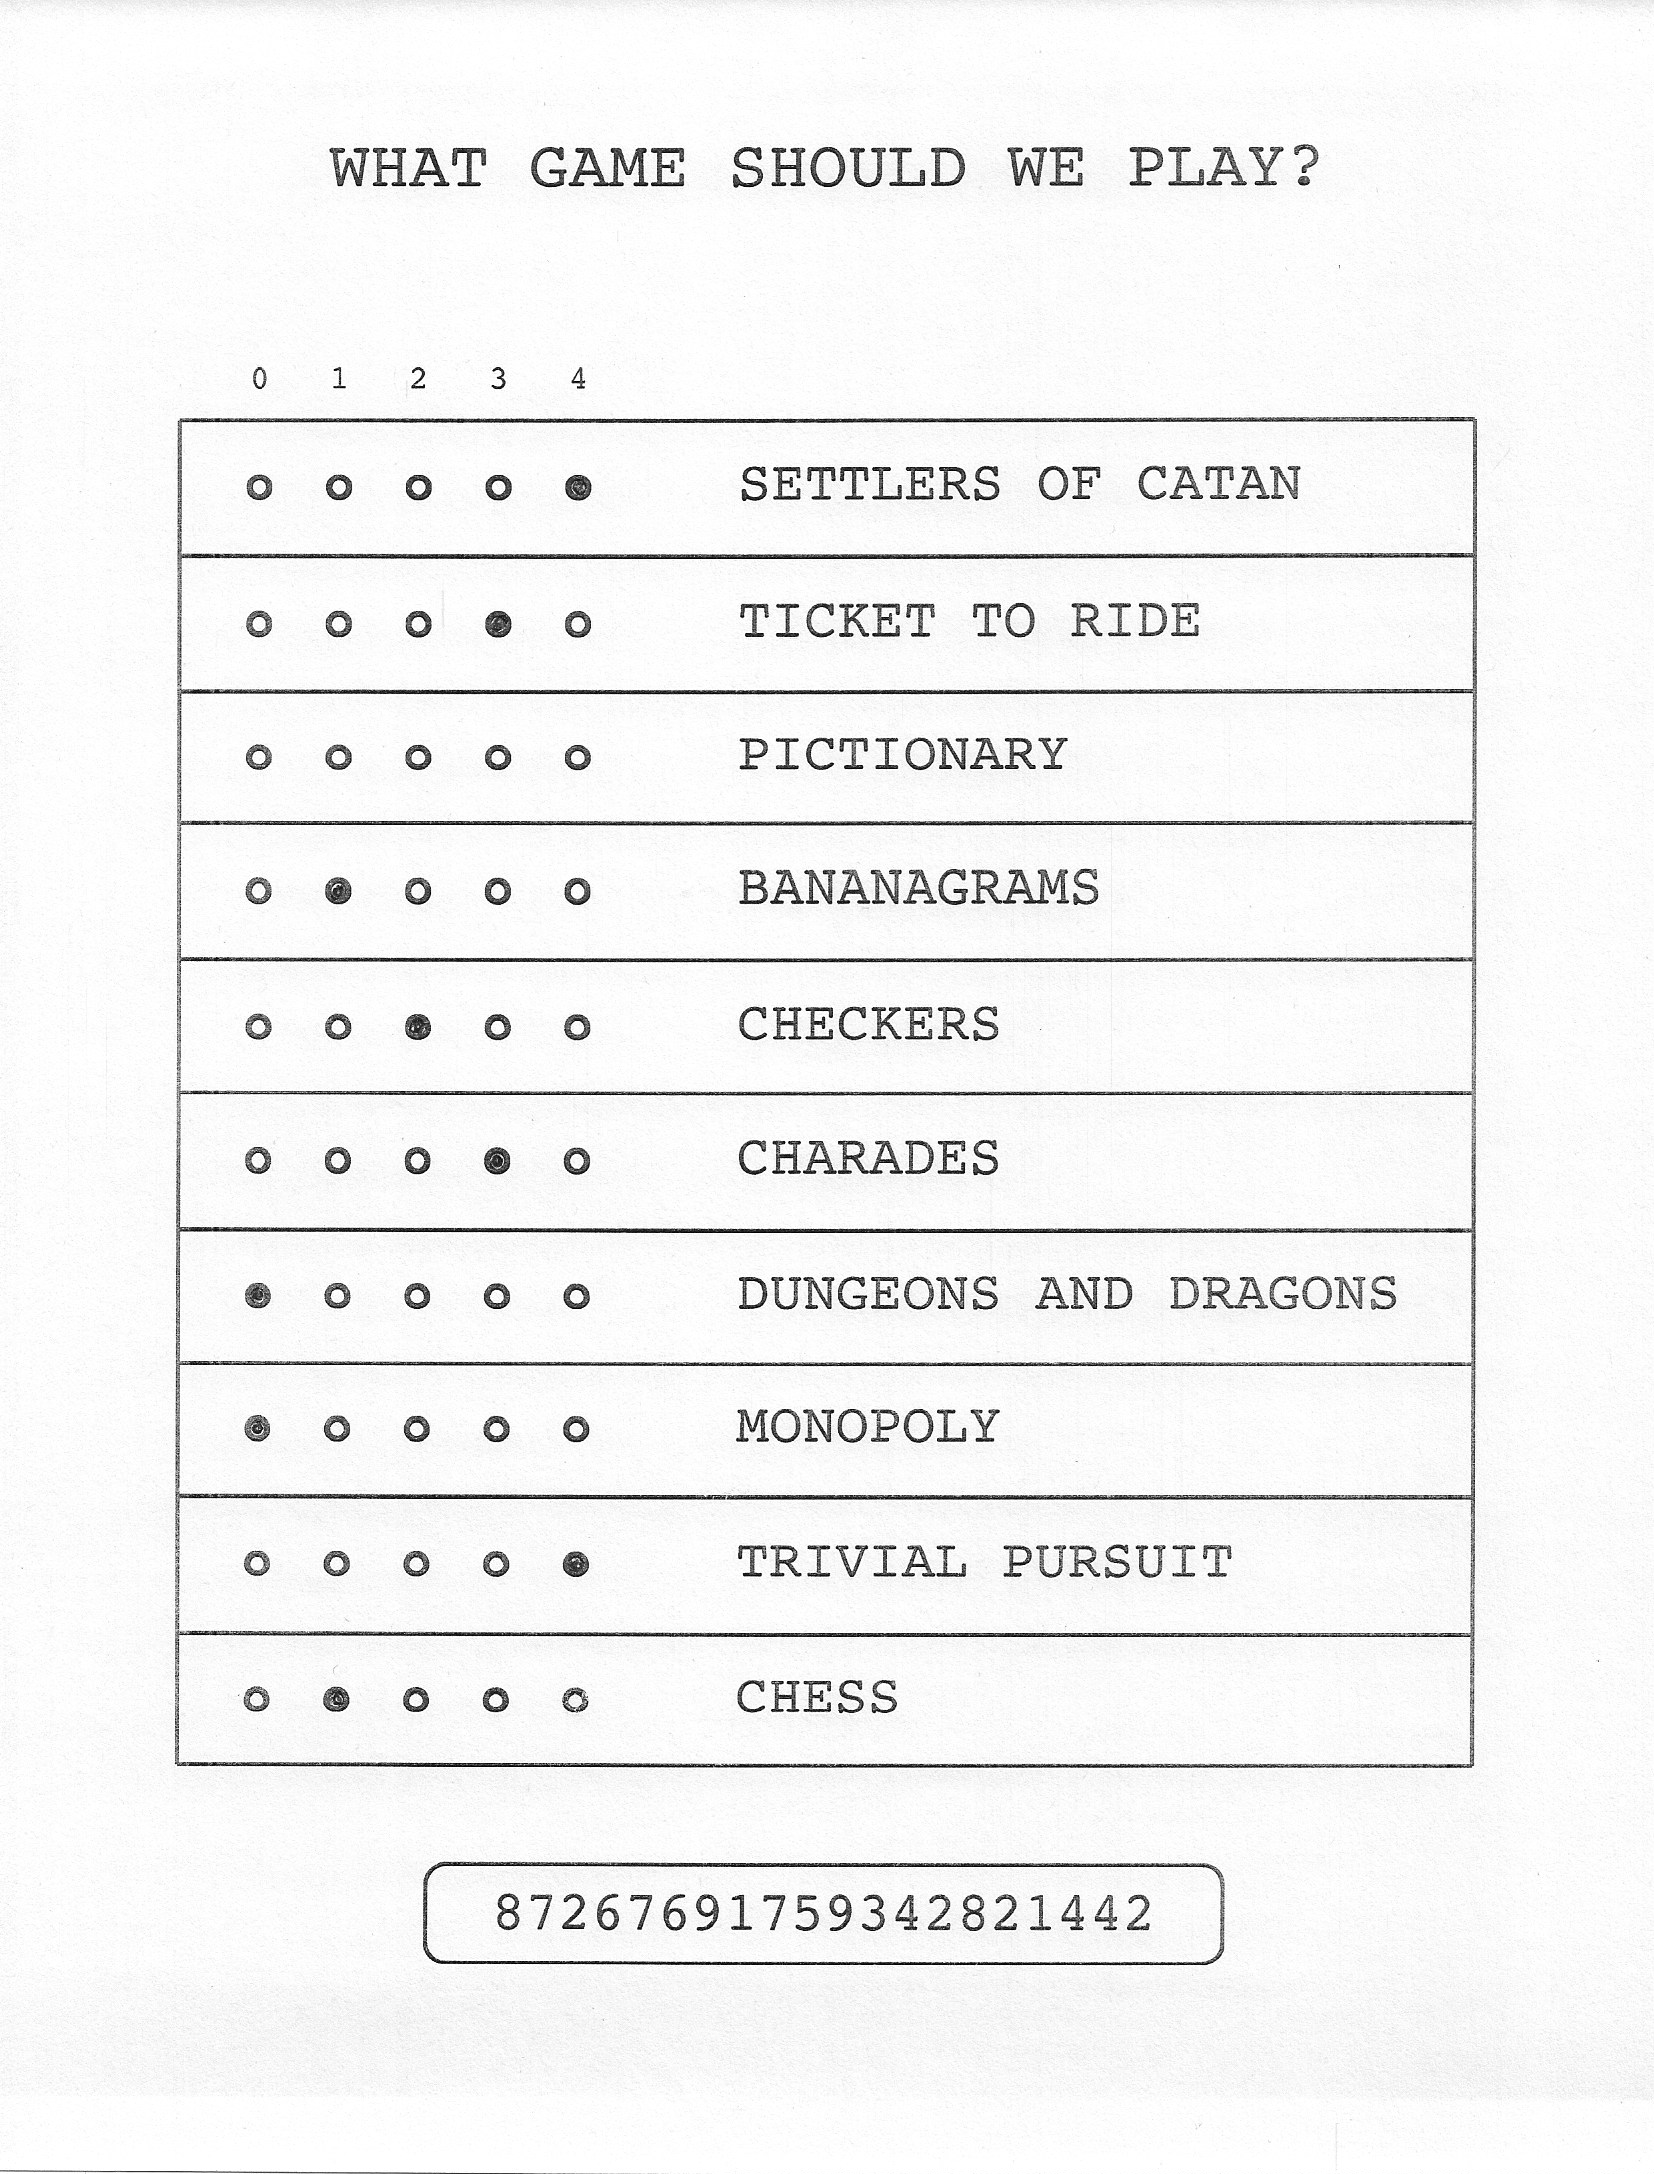 WHAT GAME SHOULD WE PLAY?
0 1 2 3 4
SETTLERS OF CATAN
TICKET TO RIDE
PICTIONARY
BANANAGRAMS
CHECKERS
CHARADES
DUNGEONS AND DRAGONS
MONOPOLY
TRIVIAL PURSUIT
CHESS
87267691759342821442